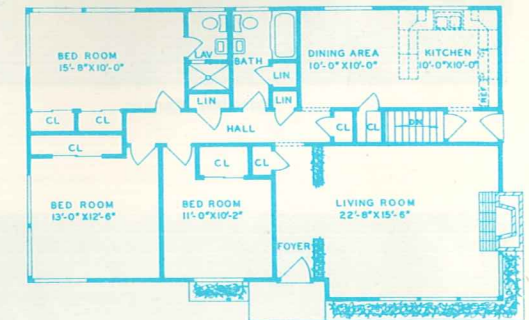 BED ROOM
15'-8"X10'-0"
LAV
BATH
LIN
DINING AREA
10'-0"X10'-0"
KITCHEN
10'-0"X10'-0"
REF
LIN
LIN
CL
CL
HALL
CL
CL
DN
CL
CL
CL
BED ROOM
13'-0"X12'-6"
BED ROOM
11'-0"X10'-2"
LIVING ROOM
22'-8"X15'-6"
FOYER